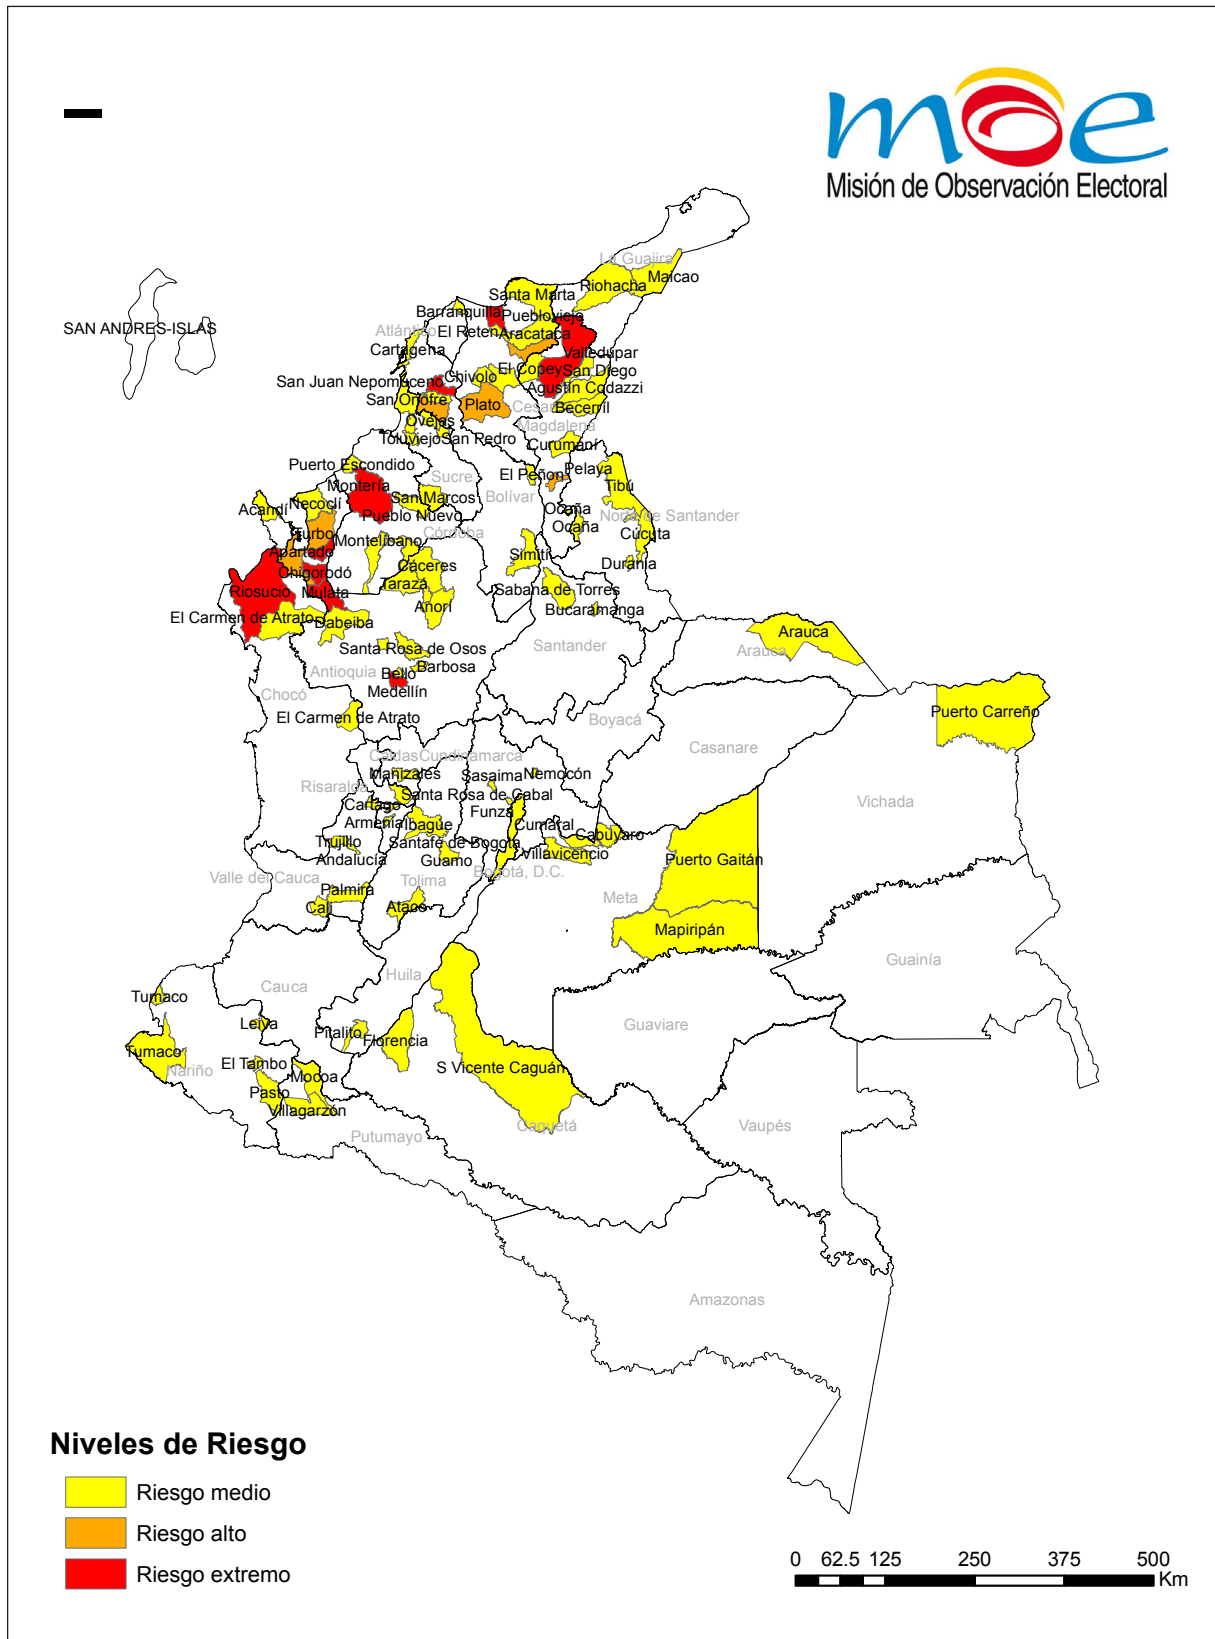 moe
Misión de Observación Electoral
La Guajira
Maicao
Riohacha
Santa Marta
Barranquilla
Puebloviejo
SAN ANDRES-ISLAS
Atlántico
El Reten
Aracataca
Cartagena
Valledupar
El Copey
San Diego
San Juan Nepomuceno
Chivolo
Agustín Codazzi
San Onofre
Plato
Cesar
Becerril
Ovejas
Magdalena
Toluviejo
San Pedro
Curumaní
Puerto Escondido
El Peñon
Pelaya
Montería
Sucre
Tibú
San Marcos
Bolívar
Necoclí
Acandí
Ocaña
Pueblo Nuevo
Norte de Santander
Ocaña
Turbo
Córdoba
Cúcuta
Montelíbano
Apartado
Simití
Cáceres
Durania
Chigorodó
Tarazá
Riosucio
Mulata
Sabana de Torres
Anorí
Bucaramanga
El Carmen de Atrato
Dabeiba
Arauca
Santander
Santa Rosa de Osos
Arauca
Barbosa
Antioquia
Bello
Chocó
Medellín
Puerto Carreño
El Carmen de Atrato
Boyacá
Casanare
Caldas
Cundinamarca
Manizales
Sasaima
Nemocón
Risaralda
Santa Rosa de Cabal
Vichada
Cartago
Funza
Armenia
Ibague
Cumaral
Cabuyaro
Trujillo
Santafé de Bogota
Andalucía
Guamo
Villavicencio
Puerto Gaitán
Bogotá, D.C.
Valle del Cauca
Tolima
Palmira
Meta
Cali
Ataco
Mapiripán
Guainía
Huila
Cauca
Tumaco
Guaviare
Leiva
Pitalito
Florencia
Tumaco
El Tambo
S Vicente Caguán
Nariño
Mocoa
Pasto
Villagarzón
Caquetá
Vaupés
Putumayo
Amazonas
Niveles de Riesgo
Riesgo medio
Riesgo alto
Riesgo extremo
0 62.5 125 250 375 500
Km